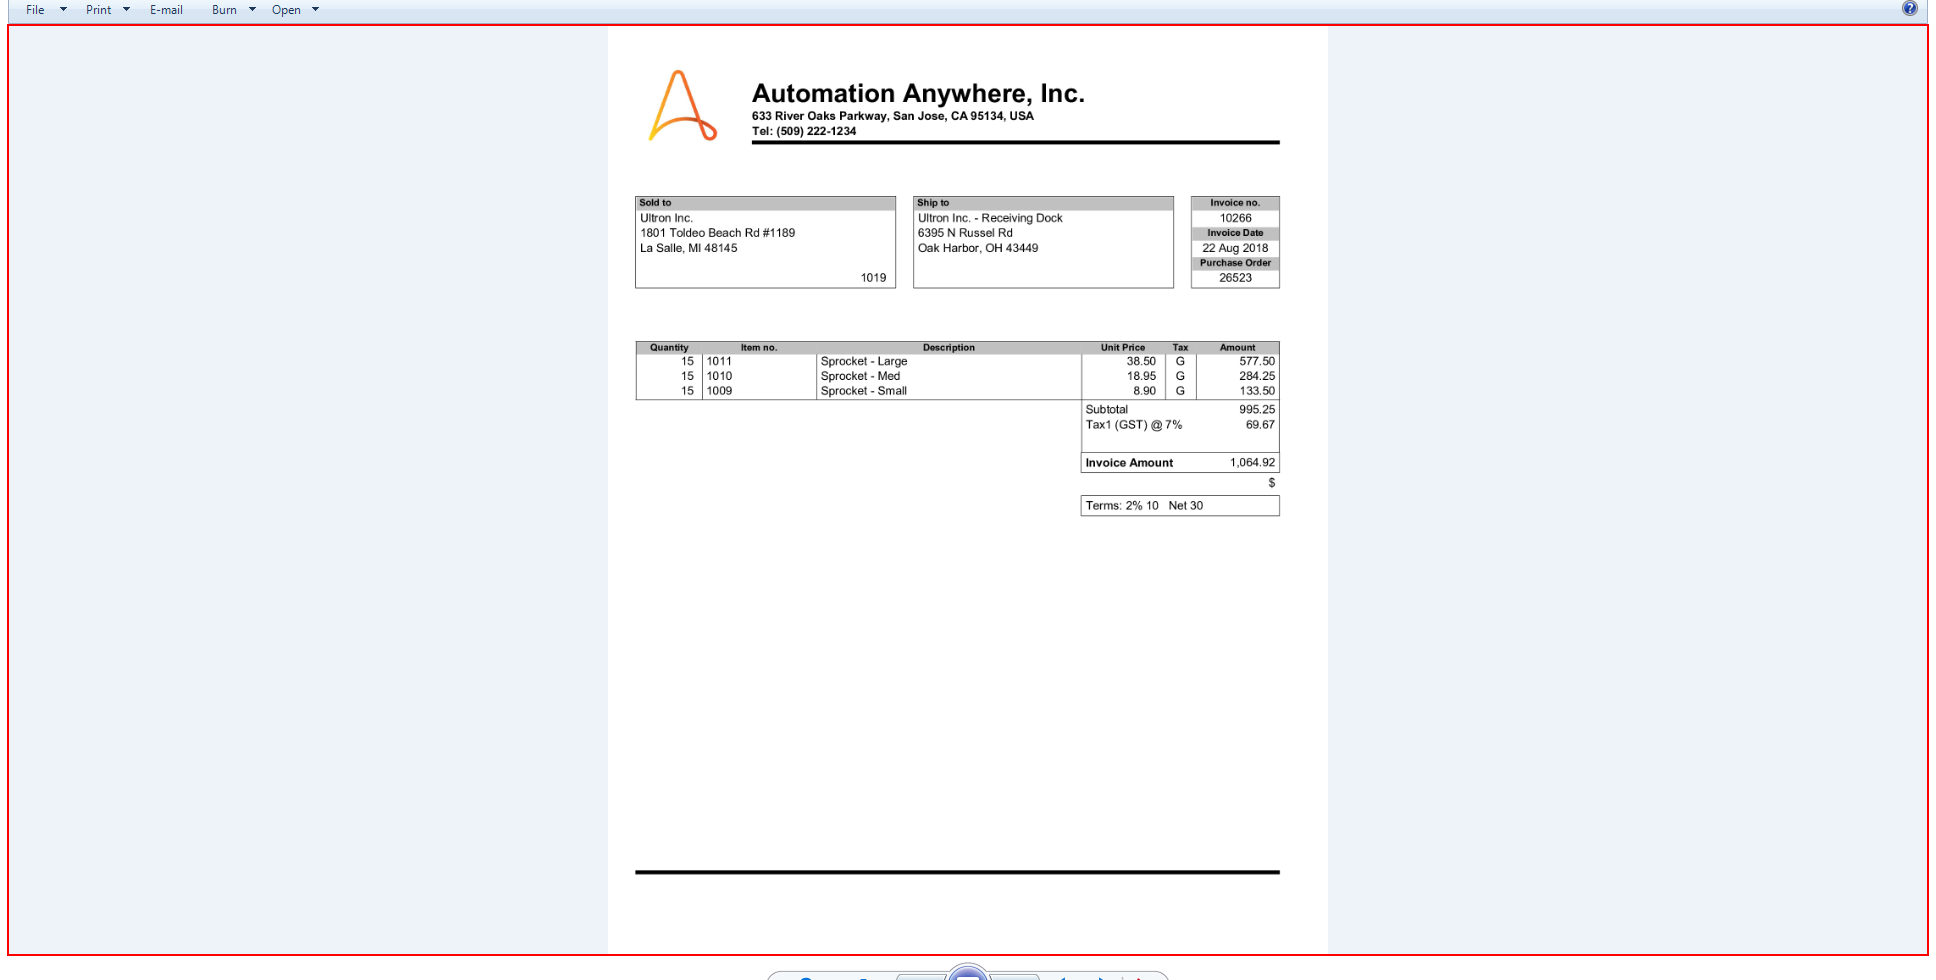 File Print E-mail Burn Open
Automation Anywhere, Inc.
633 River Oaks Parkway, San Jose, CA 95134, USA
Tel: (509) 222-1234
Sold to
Ultron Inc.
1801 Toldeo Beach Rd #1189
La Salle, MI 48145
1019
Ship to
Ultron Inc. - Receiving Dock
6395 N Russel Rd
Oak Harbor, OH 43449
Invoice no.
10266
Invoice Date
22 Aug 2018
Purchase Order
26523
Quantity Item no. Description Unit Price Tax Amount
15 1011 Sprocket - Large 38.50 G 577.50
15 1010 Sprocket - Med 18.95 G 284.25
15 1009 Sprocket - Small 8.90 G 133.50
Subtotal 995.25
Tax1 (GST) @ 7% 69.67
Invoice Amount 1,064.92
$
Terms: 2% 10 Net 30